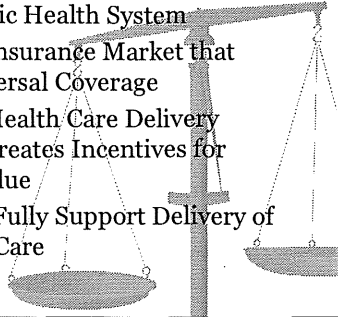 ic Health System
nsurance Market that
ersal Coverage
Health Care Delivery
reates Incentives for
lue
Fully Support Delivery of
Care